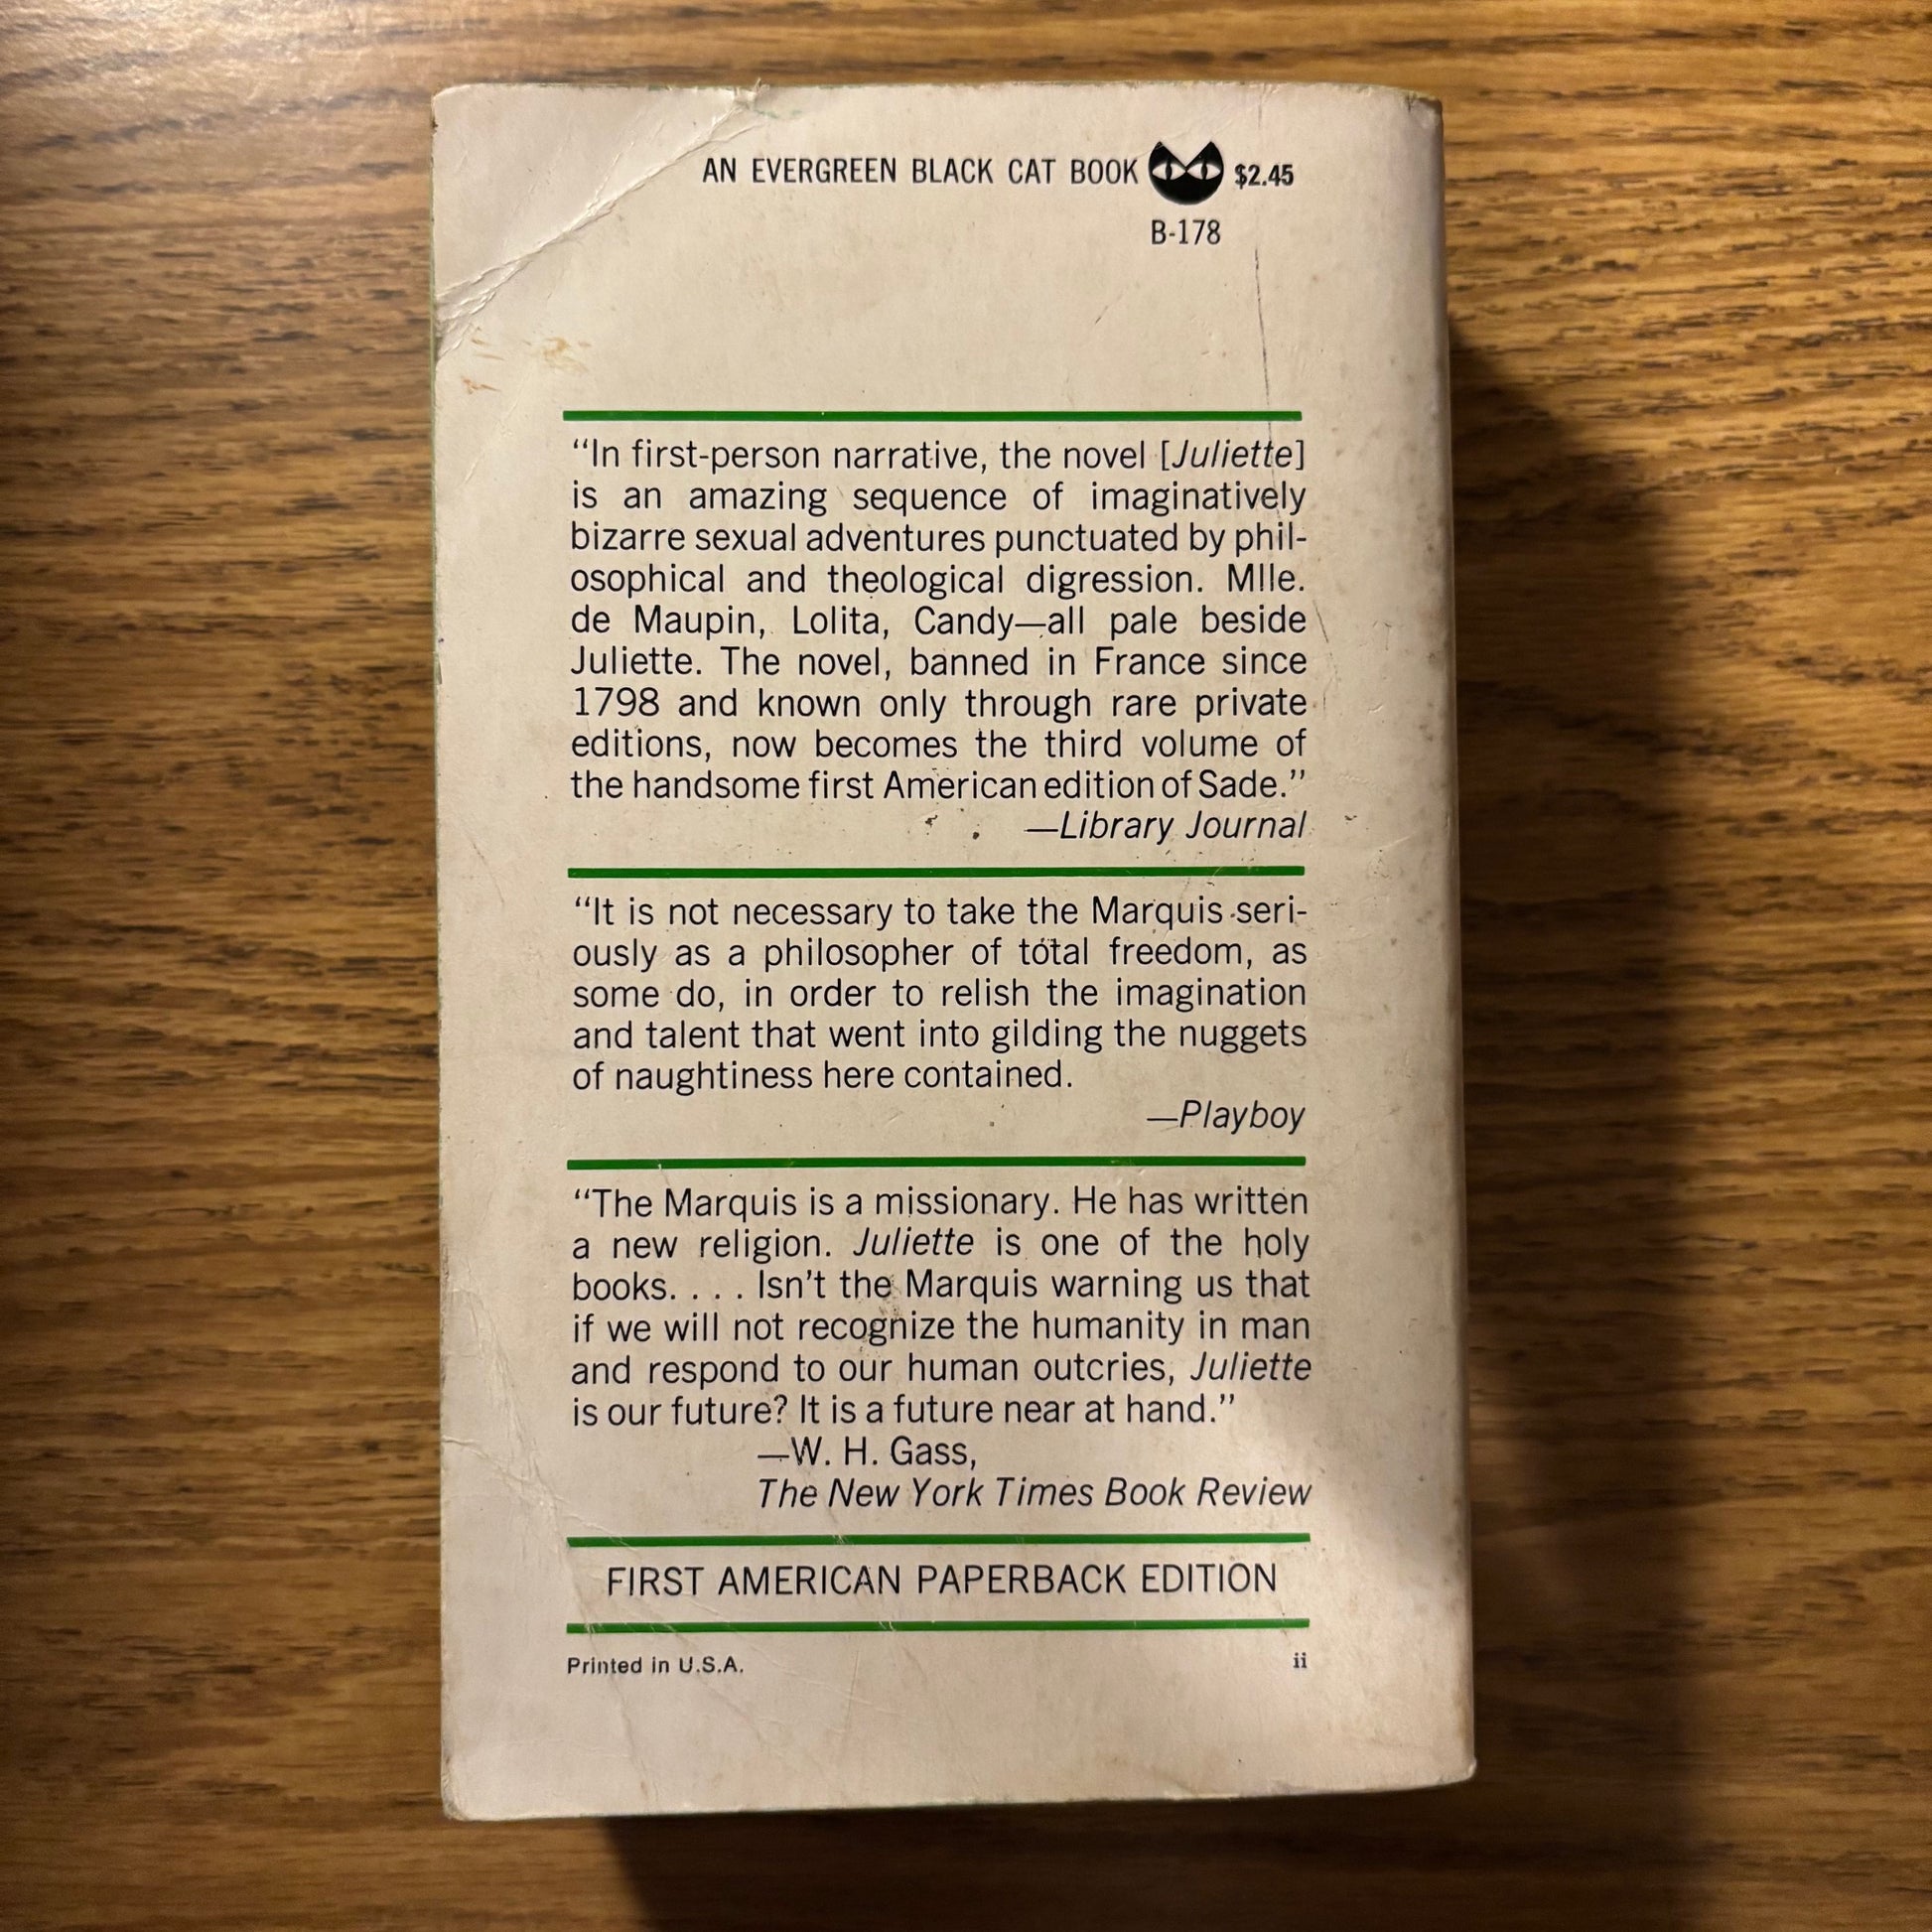 AN EVERGREEN BLACK CAT BOOK $2.45
B-178
“In first-person narrative, the novel [Juliette]
is an amazing sequence of imaginatively
bizarre sexual adventures punctuated by phil-
osophical and theological digression. Mlle.
de Maupin, Lolita, Candy—all pale beside
Juliette. The novel, banned in France since
1798 and known only through rare private
editions, now becomes the third volume of
the handsome first American edition of Sade.”
—Library Journal
“It is not necessary to take the Marquis seri-
ously as a philosopher of total freedom, as
some do, in order to relish the imagination
and talent that went into gilding the nuggets
of naughtiness here contained.
—Playboy
“The Marquis is a missionary. He has written
a new religion. Juliette is one of the holy
books. . . . Isn’t the Marquis warning us that
if we will not recognize the humanity in man
and respond to our human outcries, Juliette
is our future? It is a future near at hand.”
—W. H. Gass,
The New York Times Book Review
FIRST AMERICAN PAPERBACK EDITION
Printed in U.S.A. ii